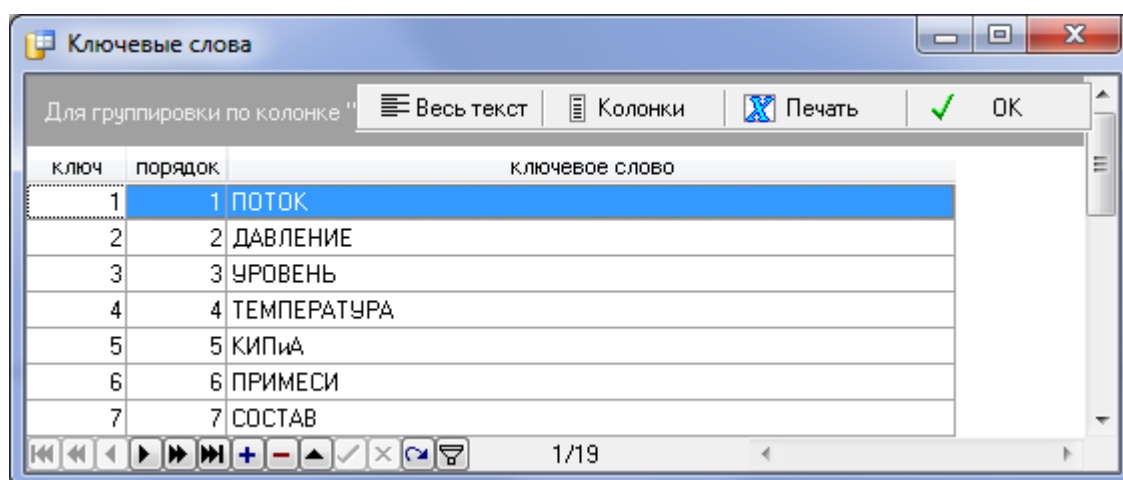 Ключевые слова
Для группировки по колонке "
Весь текст Колонки Печать ОК
ключ порядок ключевое слово
1 1 ПОТОК
2 2 ДАВЛЕНИЕ
3 3 УРОВЕНЬ
4 4 ТЕМПЕРАТУРА
5 5 КИПиА
6 6 ПРИМЕСИ
7 7 СОСТАВ
1/19